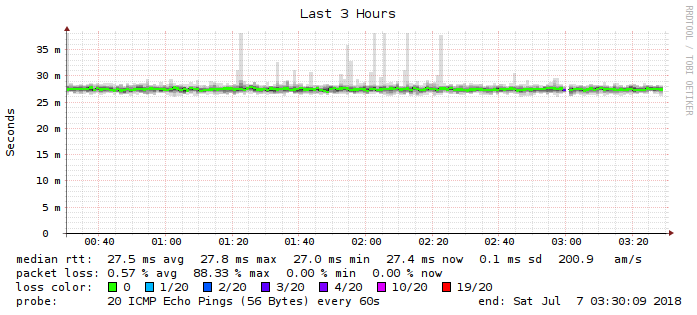 Last 3 Hours
RRDTOOL / TOBI OETIKER
Seconds
35 m
30 m
25 m
20 m
15 m
10 m
5 m
0
00:40 01:00 01:20 01:40 02:00 02:20 02:40 03:00 03:20
median rtt: 27.5 ms avg 27.8 ms max 27.0 ms min 27.4 ms now 0.1 ms sd 200.9 am/s
packet loss: 0.57 % avg 88.33 % max 0.00 % min 0.00 % now
loss color: 0 1/20 2/20 3/20 4/20 10/20 19/20
probe: 20 ICMP Echo Pings (56 Bytes) every 60s end: Sat Jul 7 03:30:09 2018